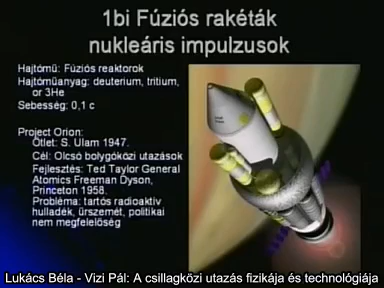 1bi Fúziós rakéták
nukleáris impulzusok
Hajtómű: Fúziós reaktorok
Hajtóműanyag: deuterium, tritium,
or 3He
Sebesség: 0,1 c
Project Orion:
Ötlet: S. Ulam 1947.
Cél: Olcsó bolygóközi utazások
Fejlesztés: Ted Taylor General
Atomics Freeman Dyson,
Princeton 1958.
Probléma: tartós radioaktív
hulladék, űrszemét, politikai
nem megfelelőség
Lukács Béla - Vizi Pál: A csillagközi utazás fizikája és technológiája